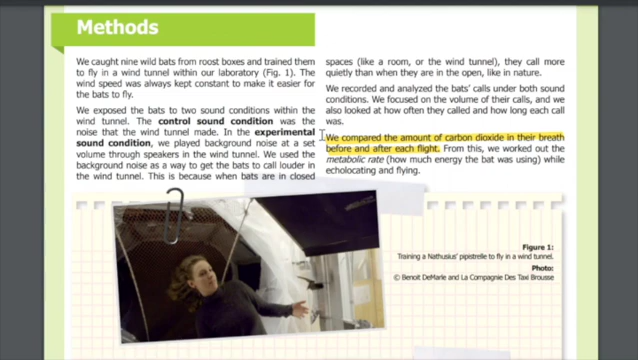 Methods
We caught nine wild bats from roost boxes and trained them
to fly in a wind tunnel within our laboratory (Fig. 1). The
wind speed was always kept constant to make it easier for
the bats to fly.
We exposed the bats to two sound conditions within the
wind tunnel. The control sound condition was the
noise that the wind tunnel made. In the experimental
sound condition, we played background noise at a set
volume through speakers in the wind tunnel. We used the
background noise as a way to get the bats to call louder in
the wind tunnel. This is because when bats are in closed
spaces (like a room, or the wind tunnel), they call more
quietly than when they are in the open, like in nature.
We recorded and analyzed the bats' calls under both sound
conditions. We focused on the volume of their calls, and we
also looked at how often they called and how long each call
was.
We compared the amount of carbon dioxide in their breath
before and after each flight. From this, we worked out the
metabolic rate (how much energy the bat was using) while
echolocating and flying.
Figure 1:
Training a Nathusius' pipestrelle to fly in a wind tunnel.
Photo:
© Benoit DeMarle and La Compagnie Des Taxi Brousse